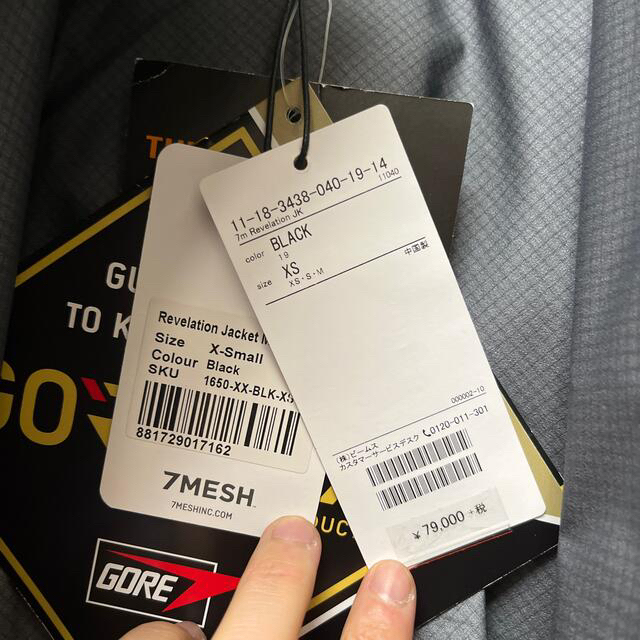 11-18-3438-040-19-14
7m Revelation JK 11040
color BLACK
19
size XS 中国製
XS・S・M
000002-10
(株)ビームス
カスタマーサービスデスク 0120-011-301
¥79,000 +税
Revelation Jacket
Size X-Small
Colour Black
SKU 1650-XX-BLK-XS
881729017162
7MESH
7MESHINC.COM
GU
TO K
GO
DUCT
GORE